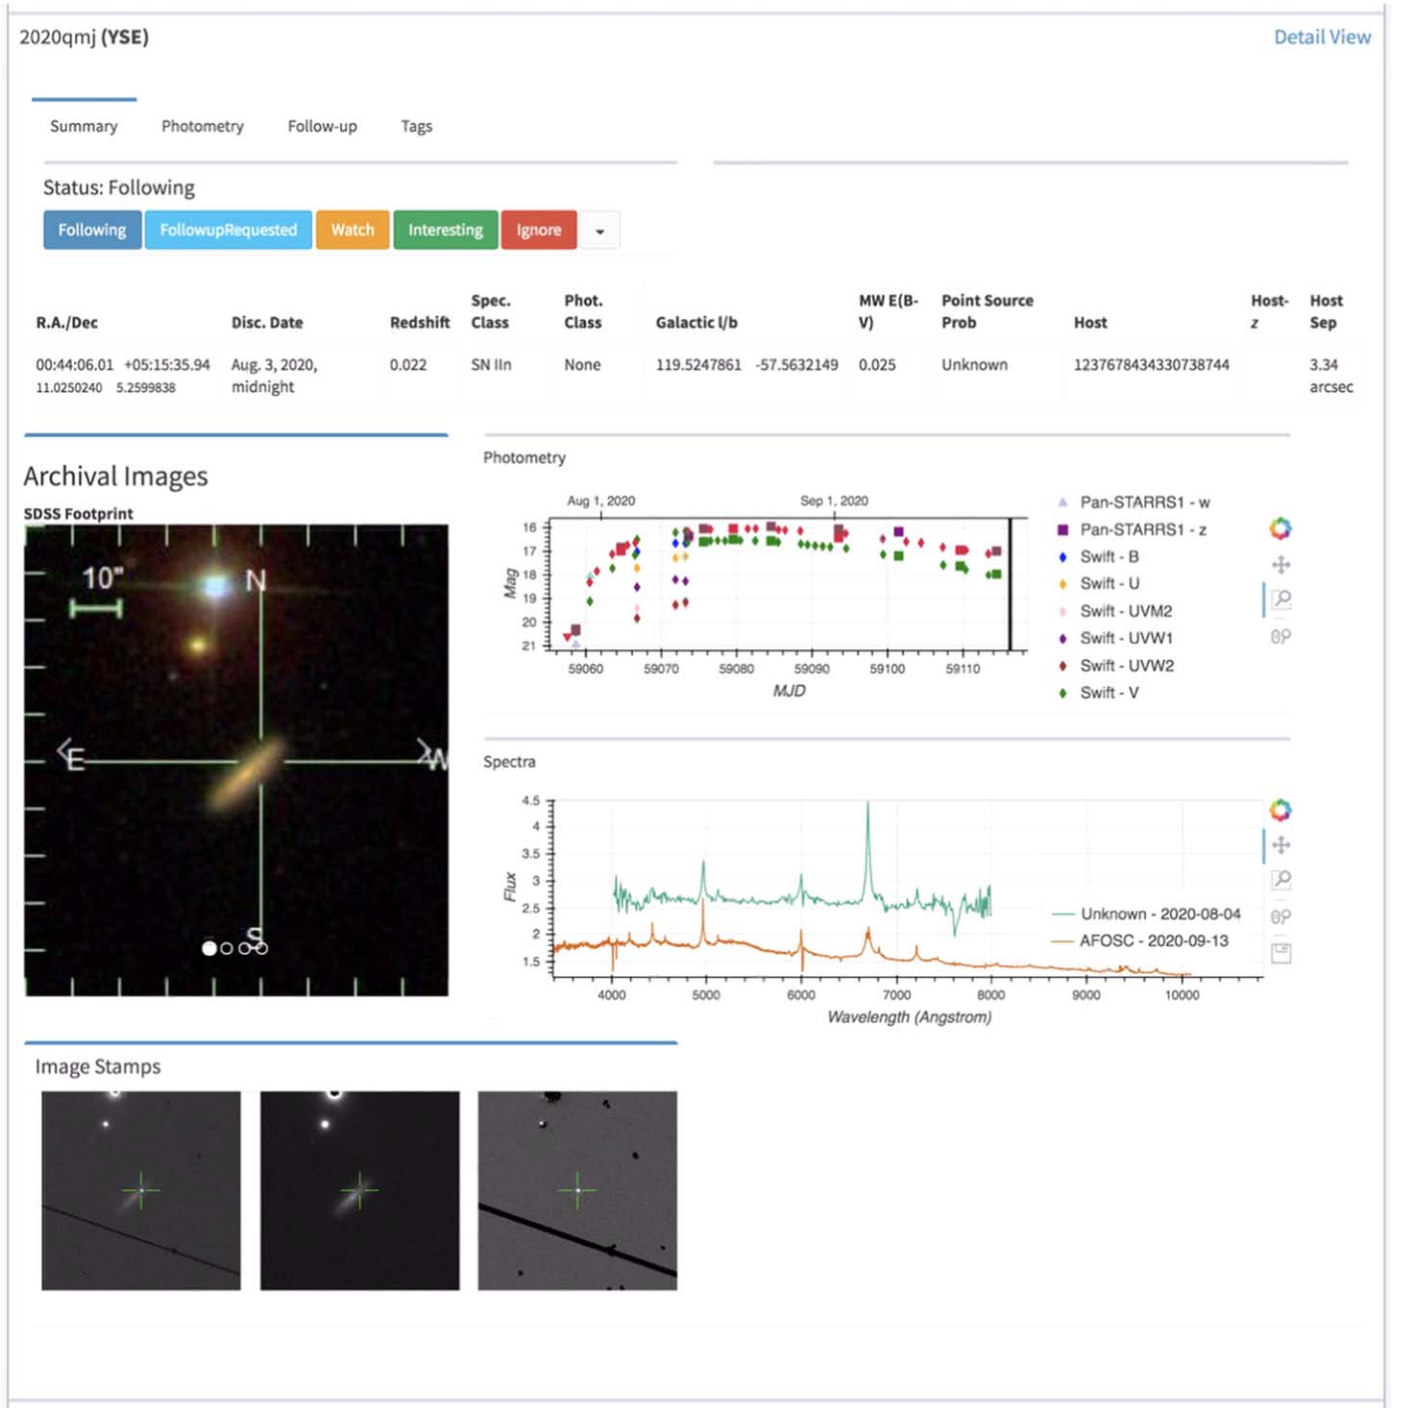 2020qmj (YSE)
Detail View
Summary Photometry Follow-up Tags
Status: Following
Following FollowupRequested Watch Interesting Ignore
R.A./Dec Disc. Date Redshift Spec. Class Phot. Class Galactic l/b MW E(B-V) Point Source Prob Host Host-z Host Sep
00:44:06.01 +05:15:35.94 Aug. 3, 2020, midnight 0.022 SN IIn None 119.5247861 -57.5632149 0.025 Unknown 1237678434330738744 3.34 arcsec
11.0250240 5.2599838
Archival Images
SDSS Footprint
10"
N
E
W
S
Photometry
Aug 1, 2020 Sep 1, 2020
16
17
18
19
20
21
Mag
59060 59070 59080 59090 59100 59110
MJD
Pan-STARRS1 - w
Pan-STARRS1 - z
Swift - B
Swift - U
Swift - UVM2
Swift - UVW1
Swift - UVW2
Swift - V
Spectra
4.5
4
3.5
3
2.5
2
1.5
Flux
Unknown - 2020-08-04
AFOSC - 2020-09-13
4000 5000 6000 7000 8000 9000 10000
Wavelength (Angstrom)
Image Stamps